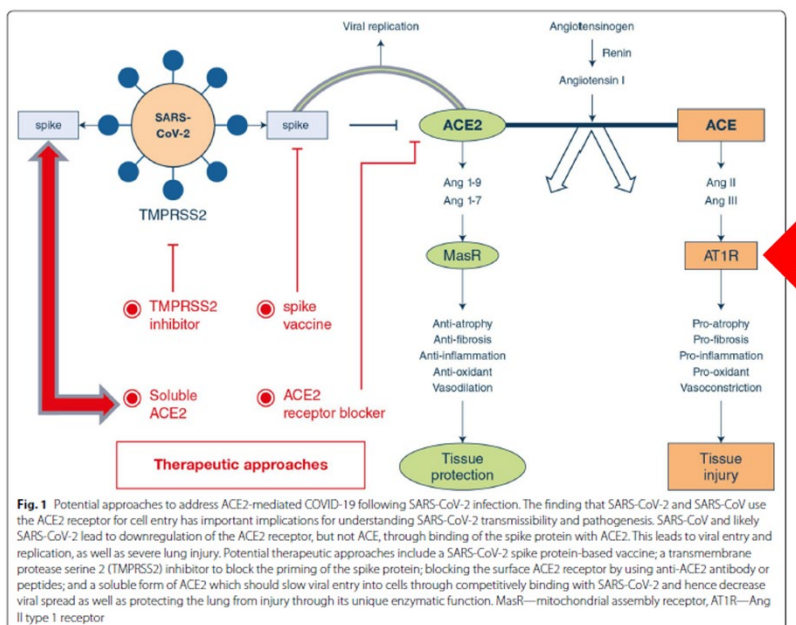 Viral replication
Angiotensinogen
Renin
Angiotensin I
spike
SARS-
CoV-2
spike
ACE2
ACE
TMPRSS2
Ang 1-9
Ang 1-7
Ang II
Ang III
MasR
AT1R
TMPRSS2
inhibitor
spike
vaccine
Anti-atrophy
Anti-fibrosis
Anti-inflammation
Anti-oxidant
Vasodilation
Pro-atrophy
Pro-fibrosis
Pro-inflammation
Pro-oxidant
Vasoconstriction
Soluble
ACE2
ACE2
receptor blocker
Therapeutic approaches
Tissue
protection
Tissue
injury
Fig. 1 Potential approaches to address ACE2-mediated COVID-19 following SARS-CoV-2 infection. The finding that SARS-CoV-2 and SARS-CoV use
the ACE2 receptor for cell entry has important implications for understanding SARS-CoV-2 transmissibility and pathogenesis. SARS-CoV and likely
SARS-CoV-2 lead to downregulation of the ACE2 receptor, but not ACE, through binding of the spike protein with ACE2. This leads to viral entry and
replication, as well as severe lung injury. Potential therapeutic approaches include a SARS-CoV-2 spike protein-based vaccine; a transmembrane
protease serine 2 (TMPRSS2) inhibitor to block the priming of the spike protein; blocking the surface ACE2 receptor by using anti-ACE2 antibody or
peptides; and a soluble form of ACE2 which should slow viral entry into cells through competitively binding with SARS-CoV-2 and hence decrease
viral spread as well as protecting the lung from injury through its unique enzymatic function. MasR—mitochondrial assembly receptor, AT1R—Ang
II type 1 receptor